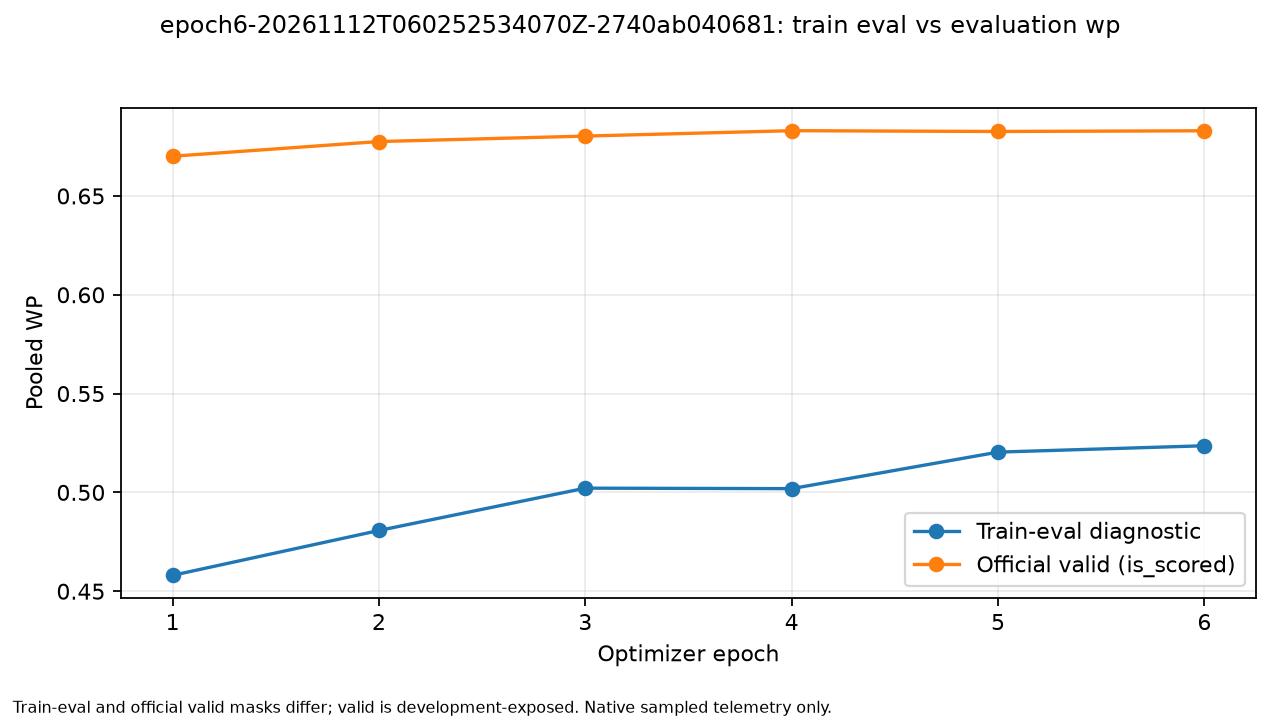 epoch6-20261112T060252534070Z-2740ab040681: train eval vs evaluation wp
Pooled WP
0.65
0.60
0.55
0.50
0.45
Train-eval diagnostic
Official valid (is_scored)
1 2 3 4 5 6
Optimizer epoch
Train-eval and official valid masks differ; valid is development-exposed. Native sampled telemetry only.